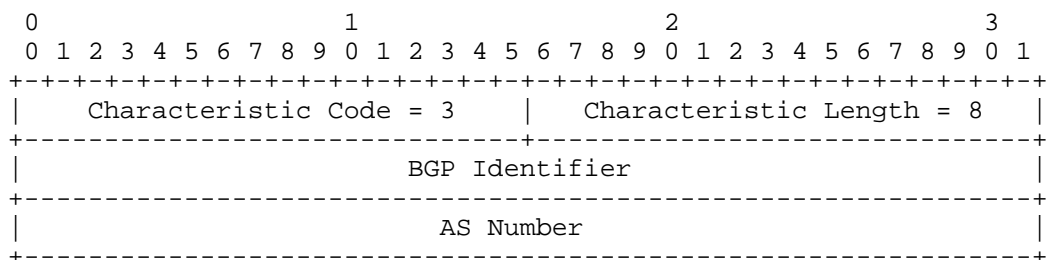 0                   1                   2                   3
 0 1 2 3 4 5 6 7 8 9 0 1 2 3 4 5 6 7 8 9 0 1 2 3 4 5 6 7 8 9 0 1
+-+-+-+-+-+-+-+-+-+-+-+-+-+-+-+-+-+-+-+-+-+-+-+-+-+-+-+-+-+-+-+-+
|    Characteristic Code = 3    |   Characteristic Length = 8   |
+-------------------------------+-------------------------------+
|                        BGP Identifier                         |
+---------------------------------------------------------------+
|                          AS Number                            |
+---------------------------------------------------------------+